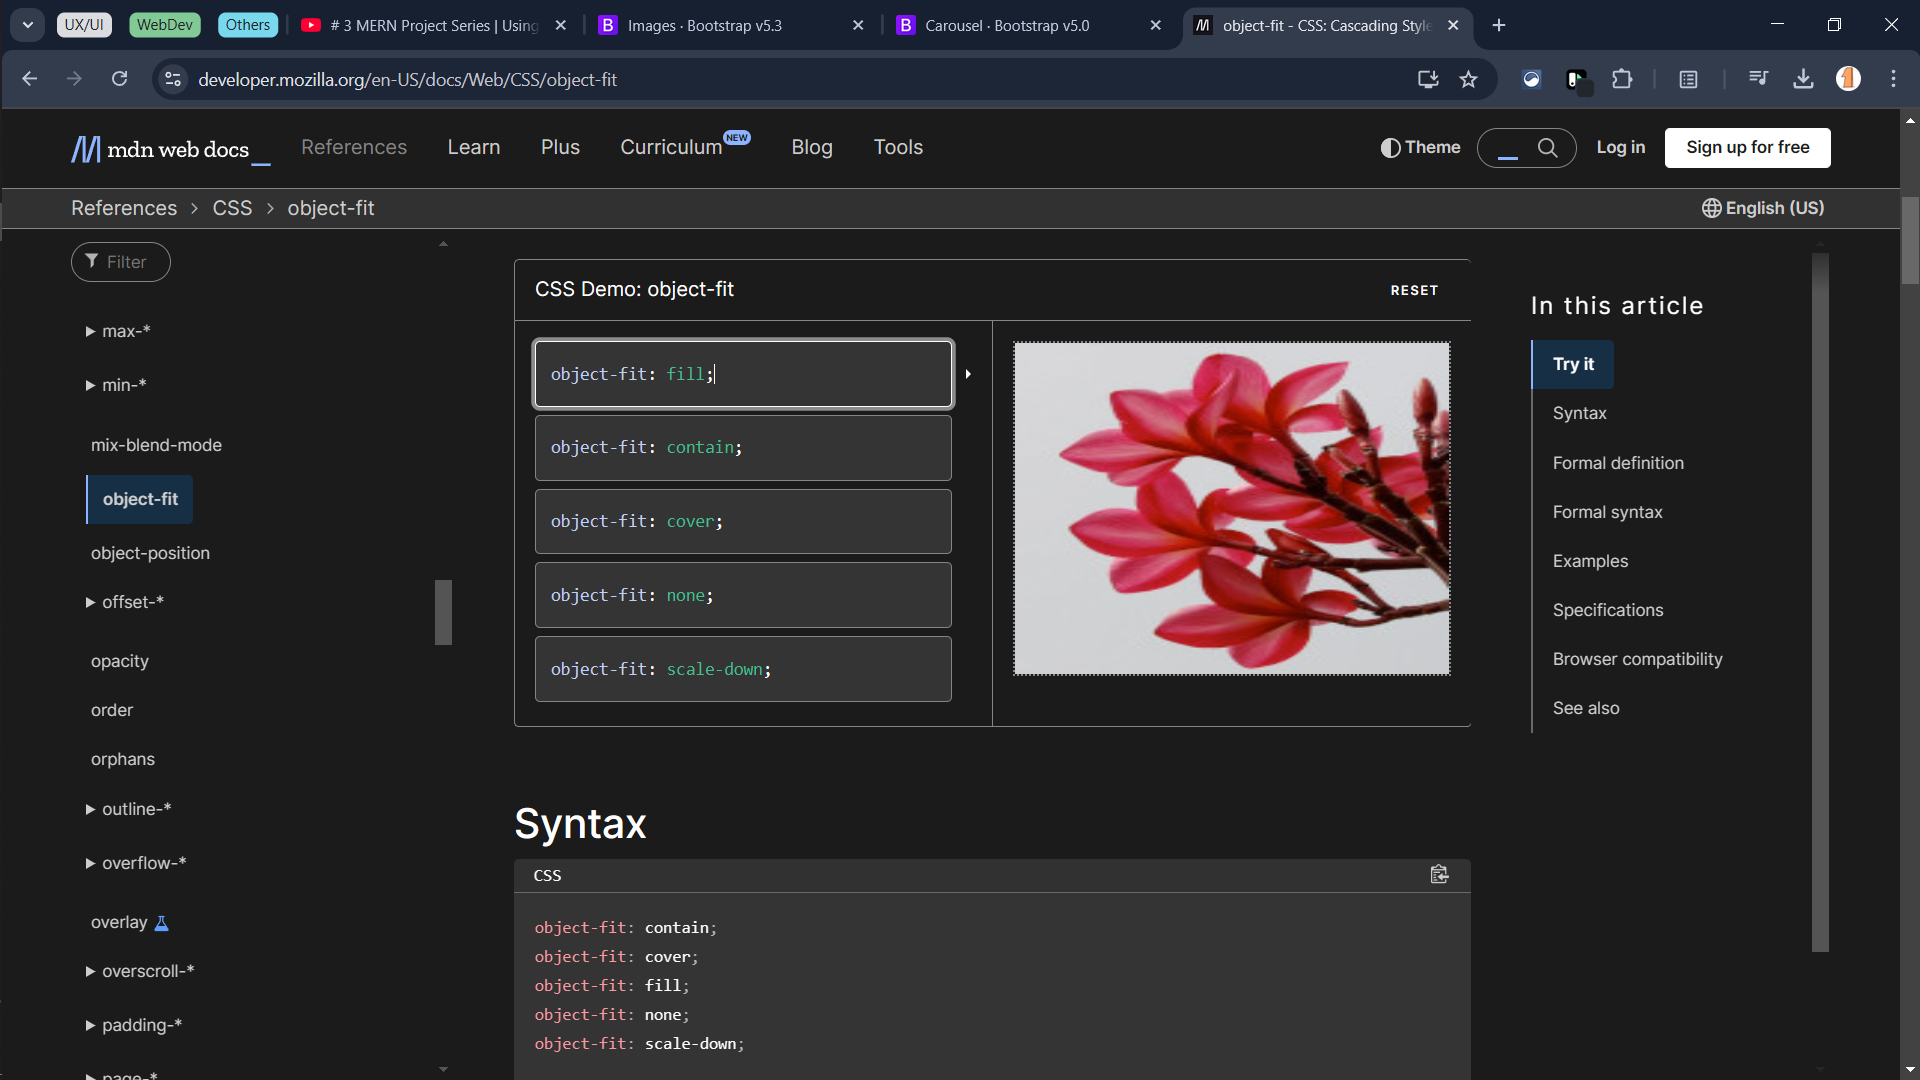 UX/UI
WebDev
Others
# 3 MERN Project Series | Using
Images · Bootstrap v5.3
Carousel · Bootstrap v5.0
object-fit - CSS: Cascading Style
developer.mozilla.org/en-US/docs/Web/CSS/object-fit
mdn web docs_
References
Learn
Plus
Curriculum NEW
Blog
Tools
Theme
Log in
Sign up for free
References > CSS > object-fit
English (US)
Filter
max-*
min-*
mix-blend-mode
object-fit
object-position
offset-*
opacity
order
orphans
outline-*
overflow-*
overlay
overscroll-*
padding-*
page-*
CSS Demo: object-fit
RESET
object-fit: fill;
object-fit: contain;
object-fit: cover;
object-fit: none;
object-fit: scale-down;
Syntax
CSS
object-fit: contain;
object-fit: cover;
object-fit: fill;
object-fit: none;
object-fit: scale-down;
In this article
Try it
Syntax
Formal definition
Formal syntax
Examples
Specifications
Browser compatibility
See also